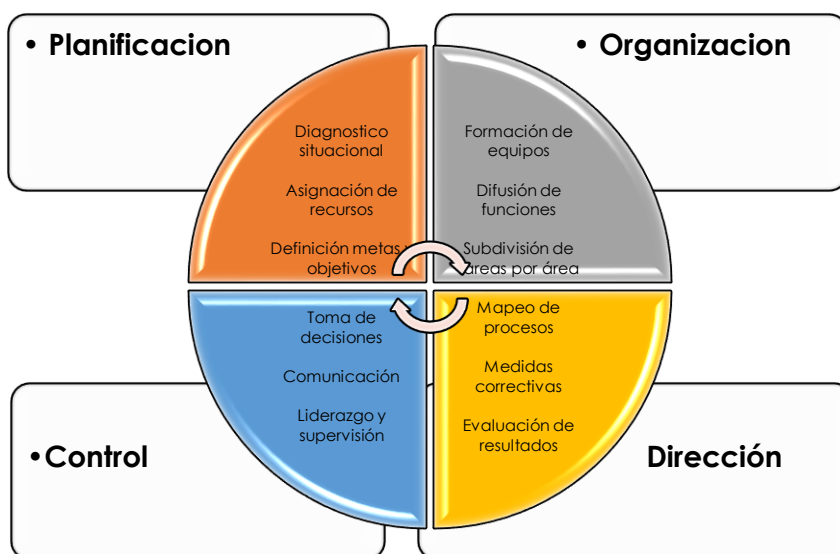 • Planificacion
• Organizacion
Diagnostico
situacional
Asignación de
recursos
Definición metas y
objetivos
Formación de
equipos
Difusión de
funciones
Subdivisión de
áreas por área
Toma de
decisiones
Comunicación
Liderazgo y
supervisión
Mapeo de
procesos
Medidas
correctivas
Evaluación de
resultados
•Control
Dirección